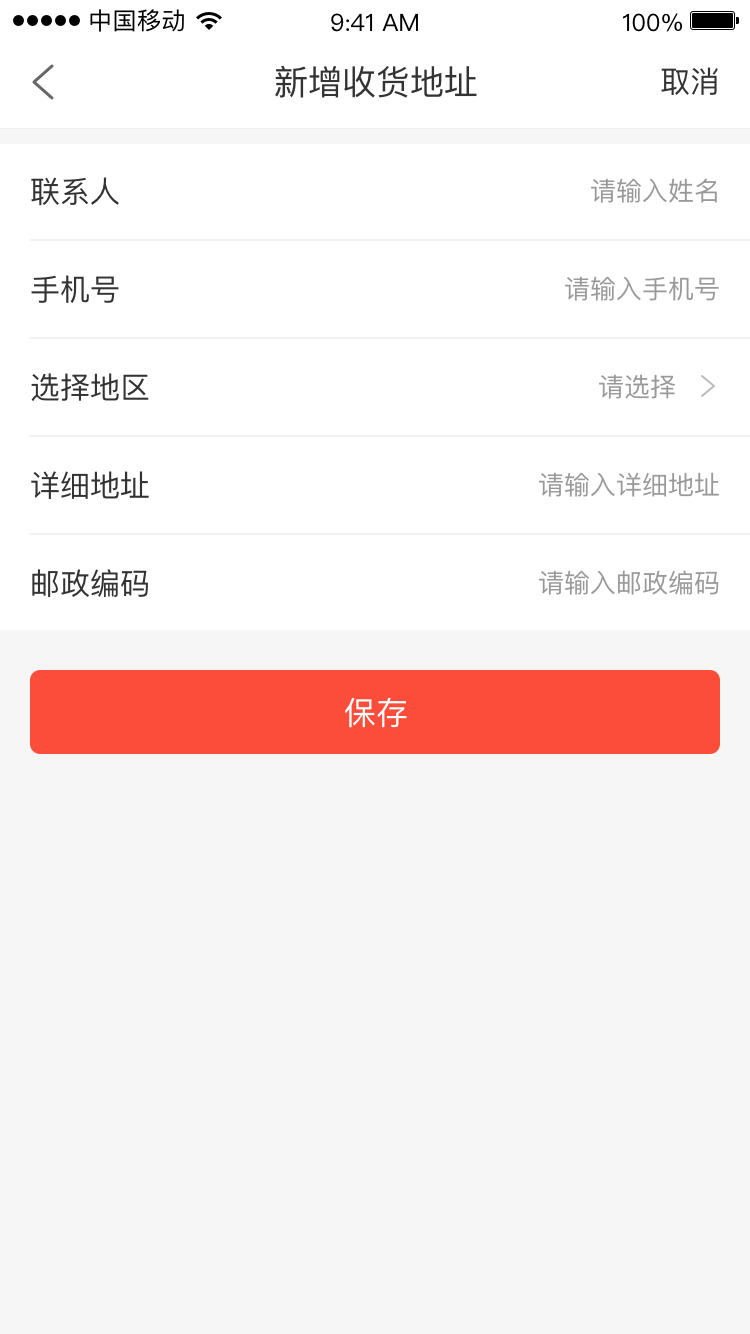 中国移动 9:41 AM 100%
新增收货地址 取消
联系人 请输入姓名
手机号 请输入手机号
选择地区 请选择
详细地址 请输入详细地址
邮政编码 请输入邮政编码
保存